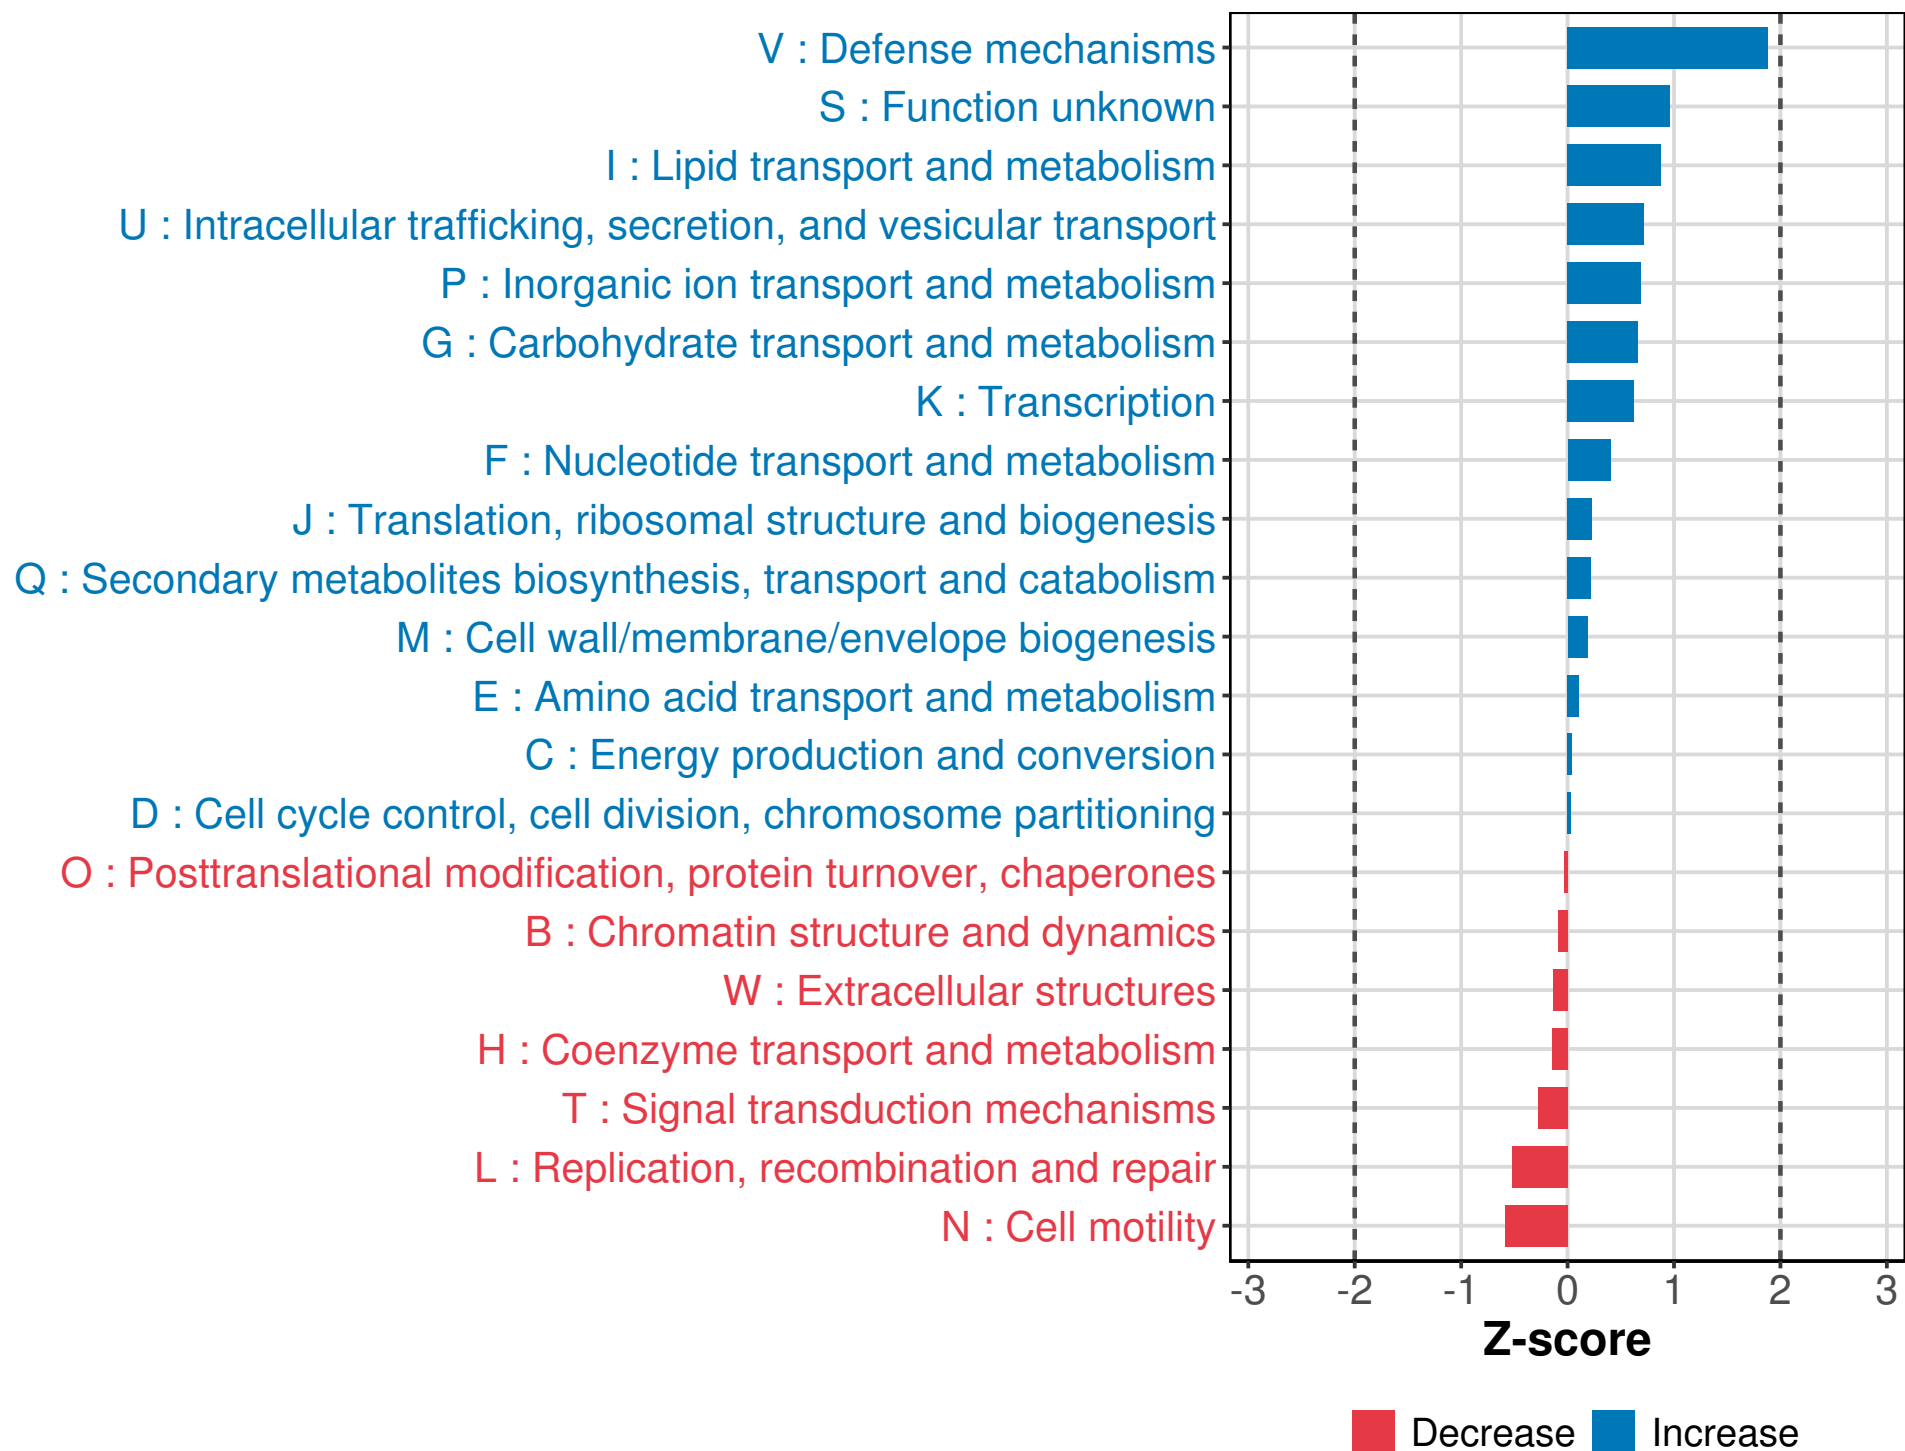 V : Defense mechanisms
S : Function unknown
I : Lipid transport and metabolism
U : Intracellular trafficking, secretion, and vesicular transport
P : Inorganic ion transport and metabolism
G : Carbohydrate transport and metabolism
K : Transcription
F : Nucleotide transport and metabolism
J : Translation, ribosomal structure and biogenesis
Q : Secondary metabolites biosynthesis, transport and catabolism
M : Cell wall/membrane/envelope biogenesis
E : Amino acid transport and metabolism
C : Energy production and conversion
D : Cell cycle control, cell division, chromosome partitioning
O : Posttranslational modification, protein turnover, chaperones
B : Chromatin structure and dynamics
W : Extracellular structures
H : Coenzyme transport and metabolism
T : Signal transduction mechanisms
L : Replication, recombination and repair
N : Cell motility
-3 -2 -1 0 1 2 3
Z-score
Decrease Increase